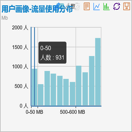 用户画像-流量使用分布
Mb
2000 人
1500 人
1000 人
500 人
0 人
0-50
人数 : 931
0-50 MB
500-600 MB